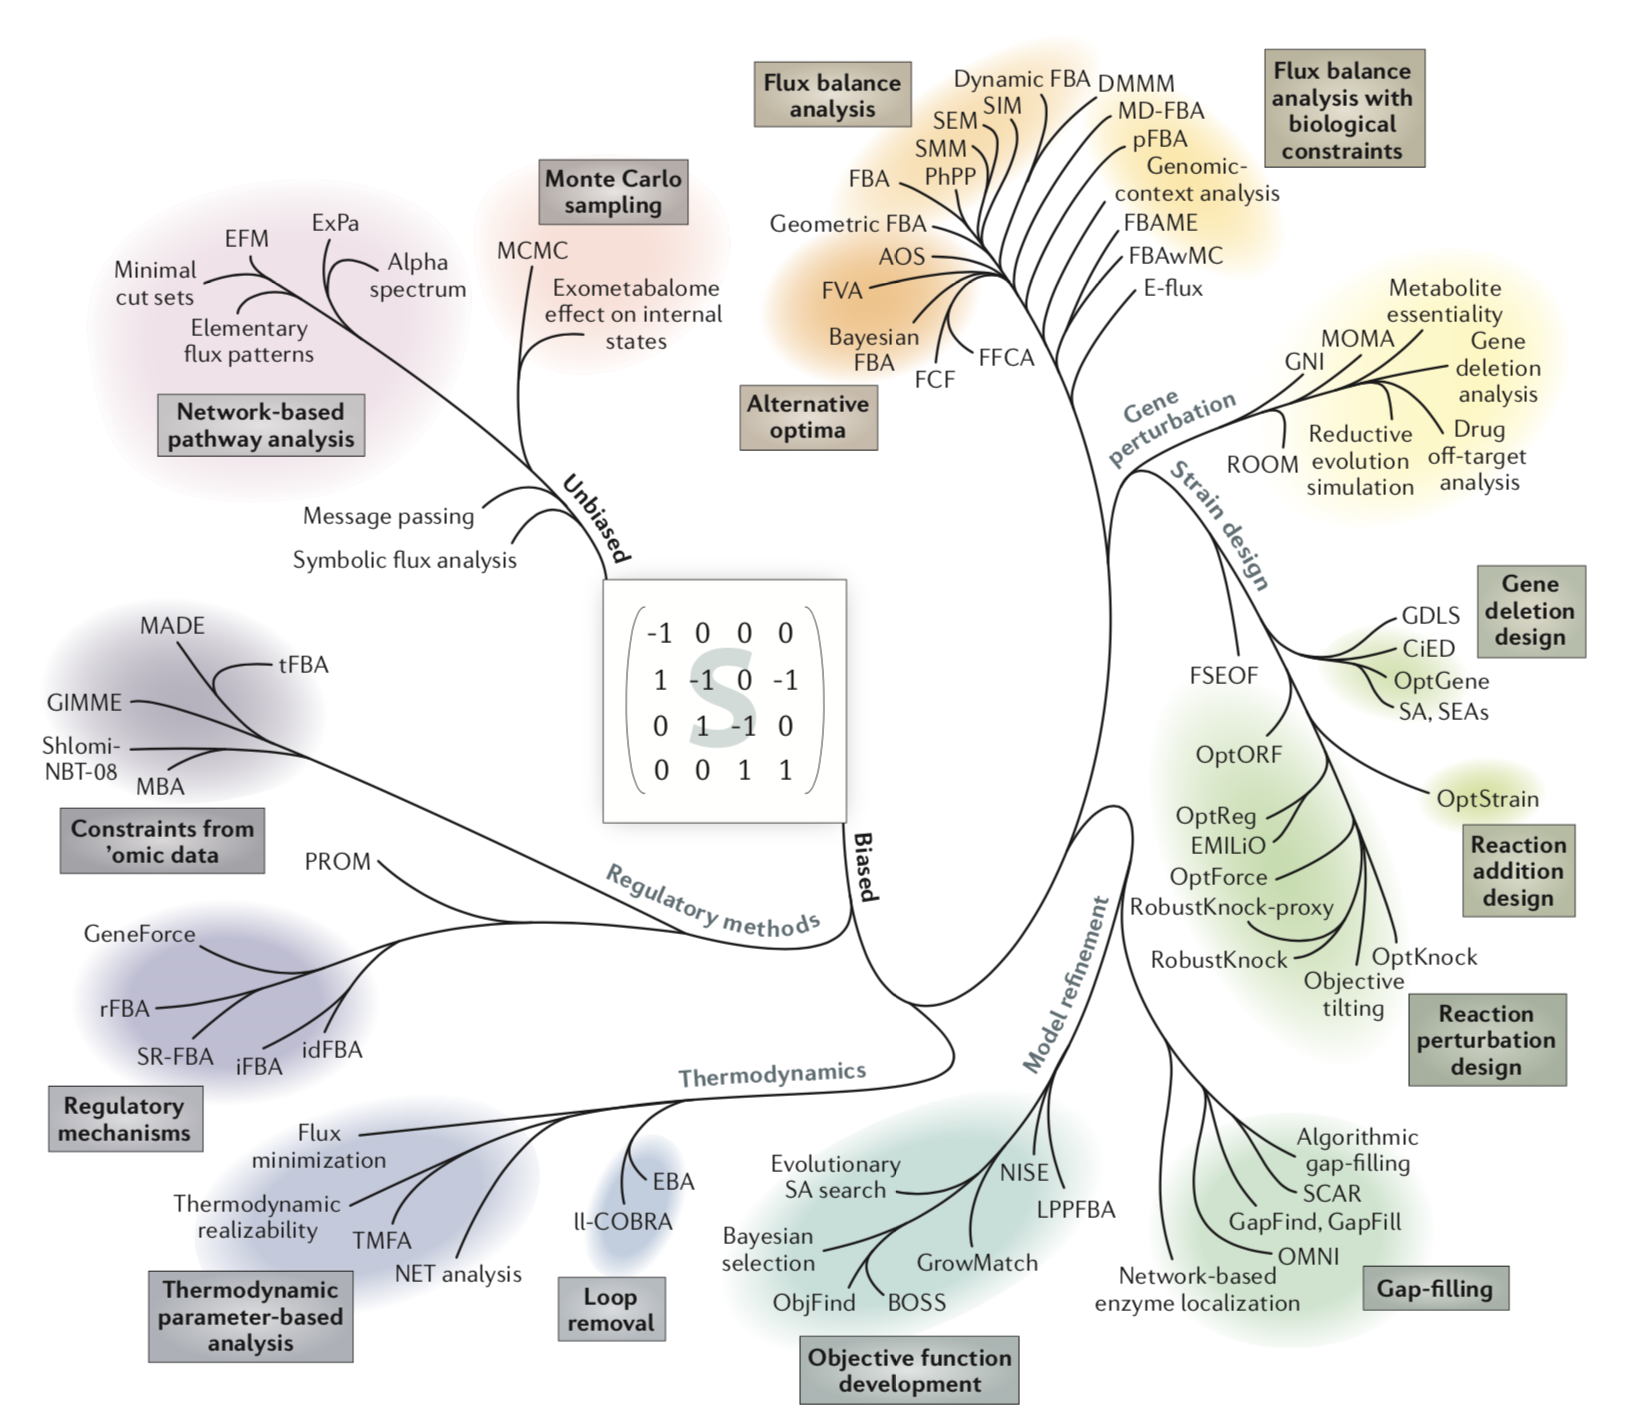 Flux balance
analysis
Dynamic FBA
DMMM
SIM
MD-FBA
SEM
pFBA
SMM
Genomic-
context analysis
PhPP
FBA
Geometric FBA
FBAME
AOS
FBAwMC
FVA
E-flux
Bayesian
FBA
FCF
FFCA
Flux balance
analysis with
biological
constraints
Alternative
optima
Monte Carlo
sampling
MCMC
Exometabalome
effect on internal
states
ExPa
EFM
Alpha
spectrum
Minimal
cut sets
Elementary
flux patterns
Network-based
pathway analysis
Message passing
Symbolic flux analysis
Unbiased
Gene
perturbation
Metabolite
essentiality
MOMA
GNI
Gene
deletion
analysis
ROOM
Reductive
evolution
simulation
Drug
off-target
analysis
Strain design
Gene
deletion
design
GDLS
CiED
OptGene
SA, SEAs
FSEOF
OptORF
OptStrain
OptReg
EMILiO
OptForce
RobustKnock-proxy
RobustKnock
OptKnock
Objective
tilting
Reaction
addition
design
Reaction
perturbation
design
S
-1 0 0 0
1 -1 0 -1
0 1 -1 0
0 0 1 1
Biased
MADE
tFBA
GIMME
Shlomi-
NBT-08
MBA
Constraints from
’omic data
PROM
Regulatory methods
GeneForce
rFBA
SR-FBA
iFBA
idFBA
Regulatory
mechanisms
Thermodynamics
Flux
minimization
Thermodynamic
realizability
TMFA
NET analysis
Thermodynamic
parameter-based
analysis
EBA
ll-COBRA
Loop
removal
Model refinement
Evolutionary
SA search
NISE
LPPFBA
Bayesian
selection
GrowMatch
ObjFind
BOSS
Objective function
development
Algorithmic
gap-filling
SCAR
GapFind, GapFill
OMNI
Network-based
enzyme localization
Gap-filling